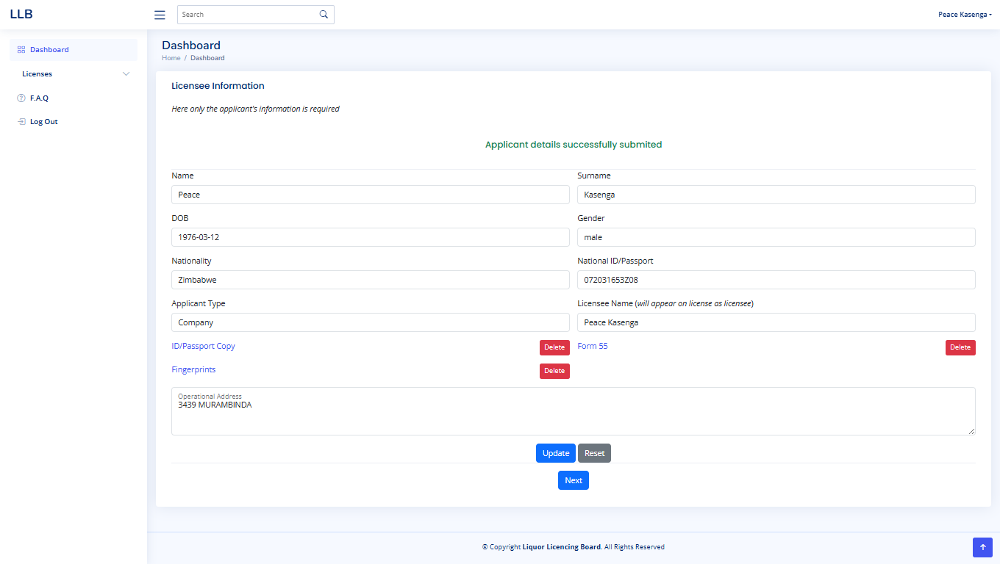 LLB
Search
Peace Kasenga
Dashboard
Licenses
F.A.Q
Log Out
Dashboard
Home / Dashboard
Licensee Information
Here only the applicant's information is required
Applicant details successfully submited
Name
Surname
Peace
Kasenga
DOB
Gender
1976-03-12
male
Nationality
National ID/Passport
Zimbabwe
072031653Z08
Applicant Type
Licensee Name (will appear on license as licensee)
Company
Peace Kasenga
ID/Passport Copy
Delete
Form 55
Delete
Fingerprints
Delete
Operational Address
3439 MURAMBINDA
Update
Reset
Next
© Copyright Liquor Licencing Board. All Rights Reserved